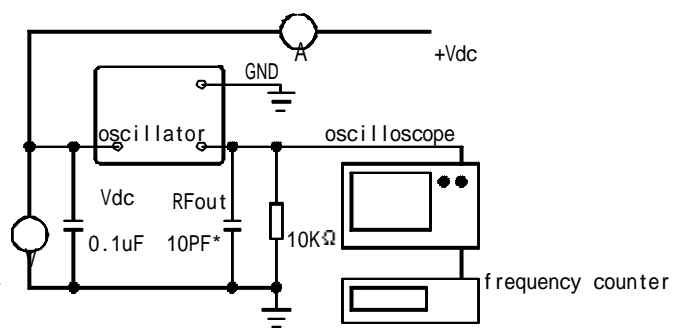 A
+Vdc
GND
oscillator
oscilloscope
Vdc
RFout
V
0.1uF
10PF*
10KΩ
frequency counter